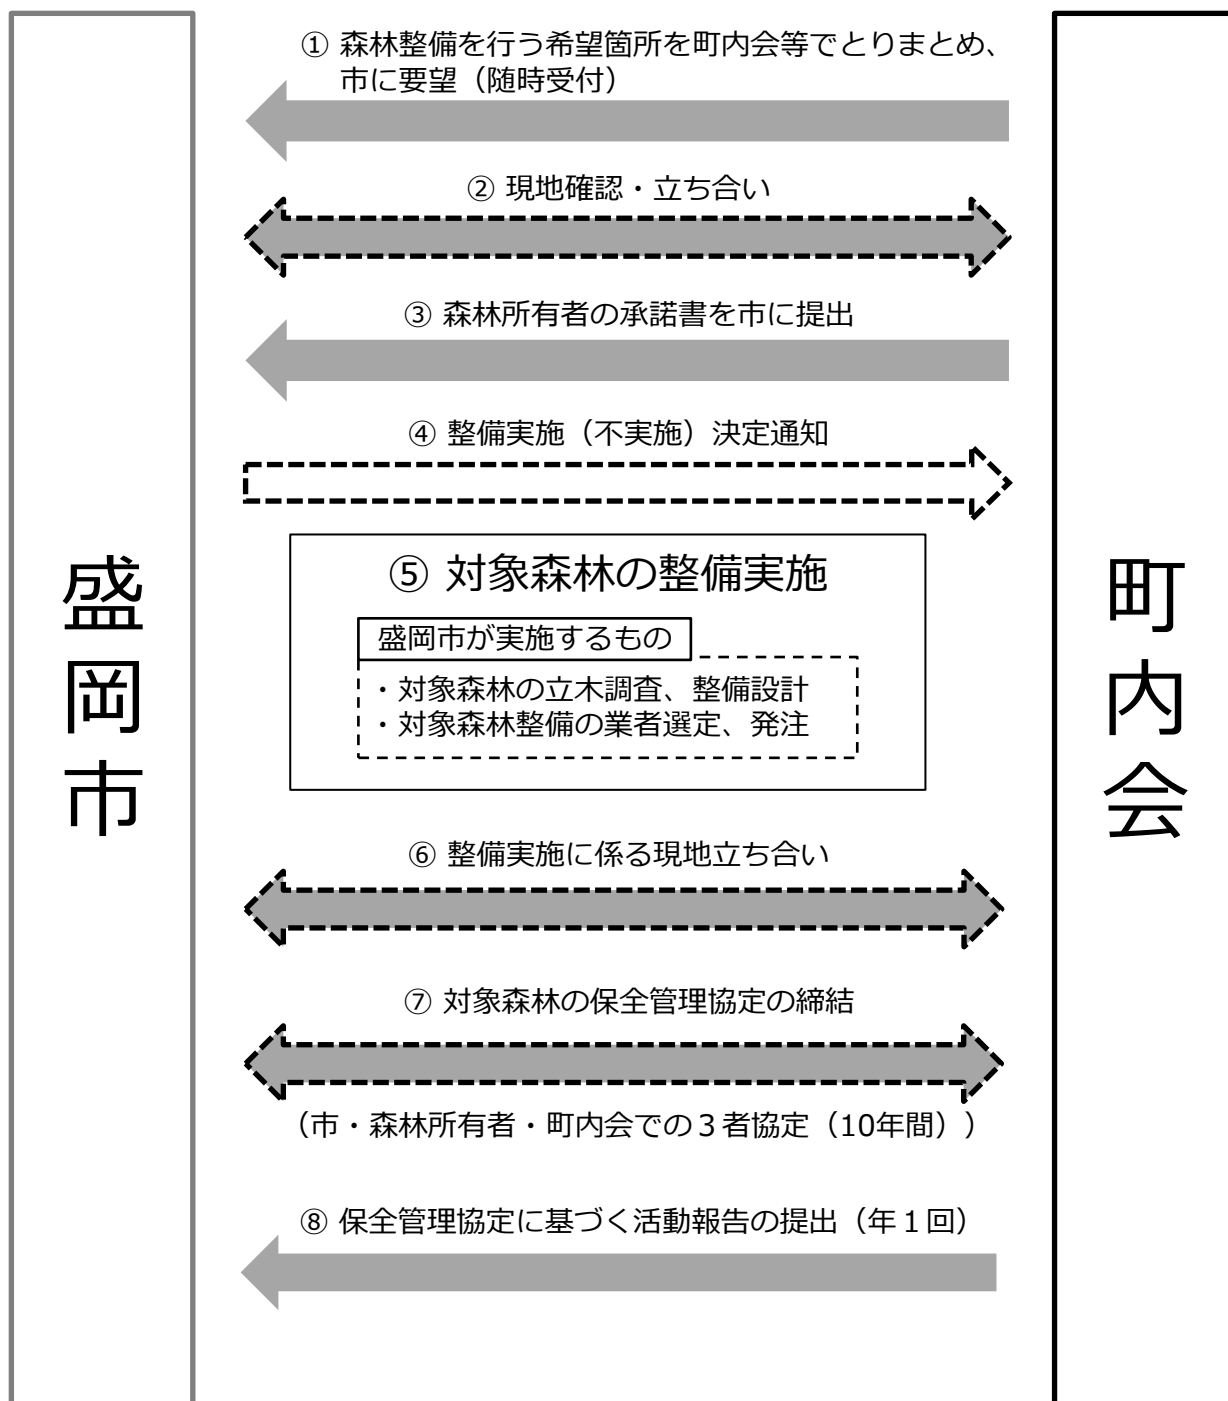 ① 森林整備を行う希望箇所を町内会等でとりまとめ、
市に要望（随時受付）
② 現地確認・立ち合い
③ 森林所有者の承諾書を市に提出
④ 整備実施（不実施）決定通知
⑤ 対象森林の整備実施
盛岡市が実施するもの
・対象森林の立木調査、整備設計
・対象森林整備の業者選定、発注
盛岡市
町内会
⑥ 整備実施に係る現地立ち合い
⑦ 対象森林の保全管理協定の締結
（市・森林所有者・町内会での３者協定（10年間））
⑧ 保全管理協定に基づく活動報告の提出（年１回）